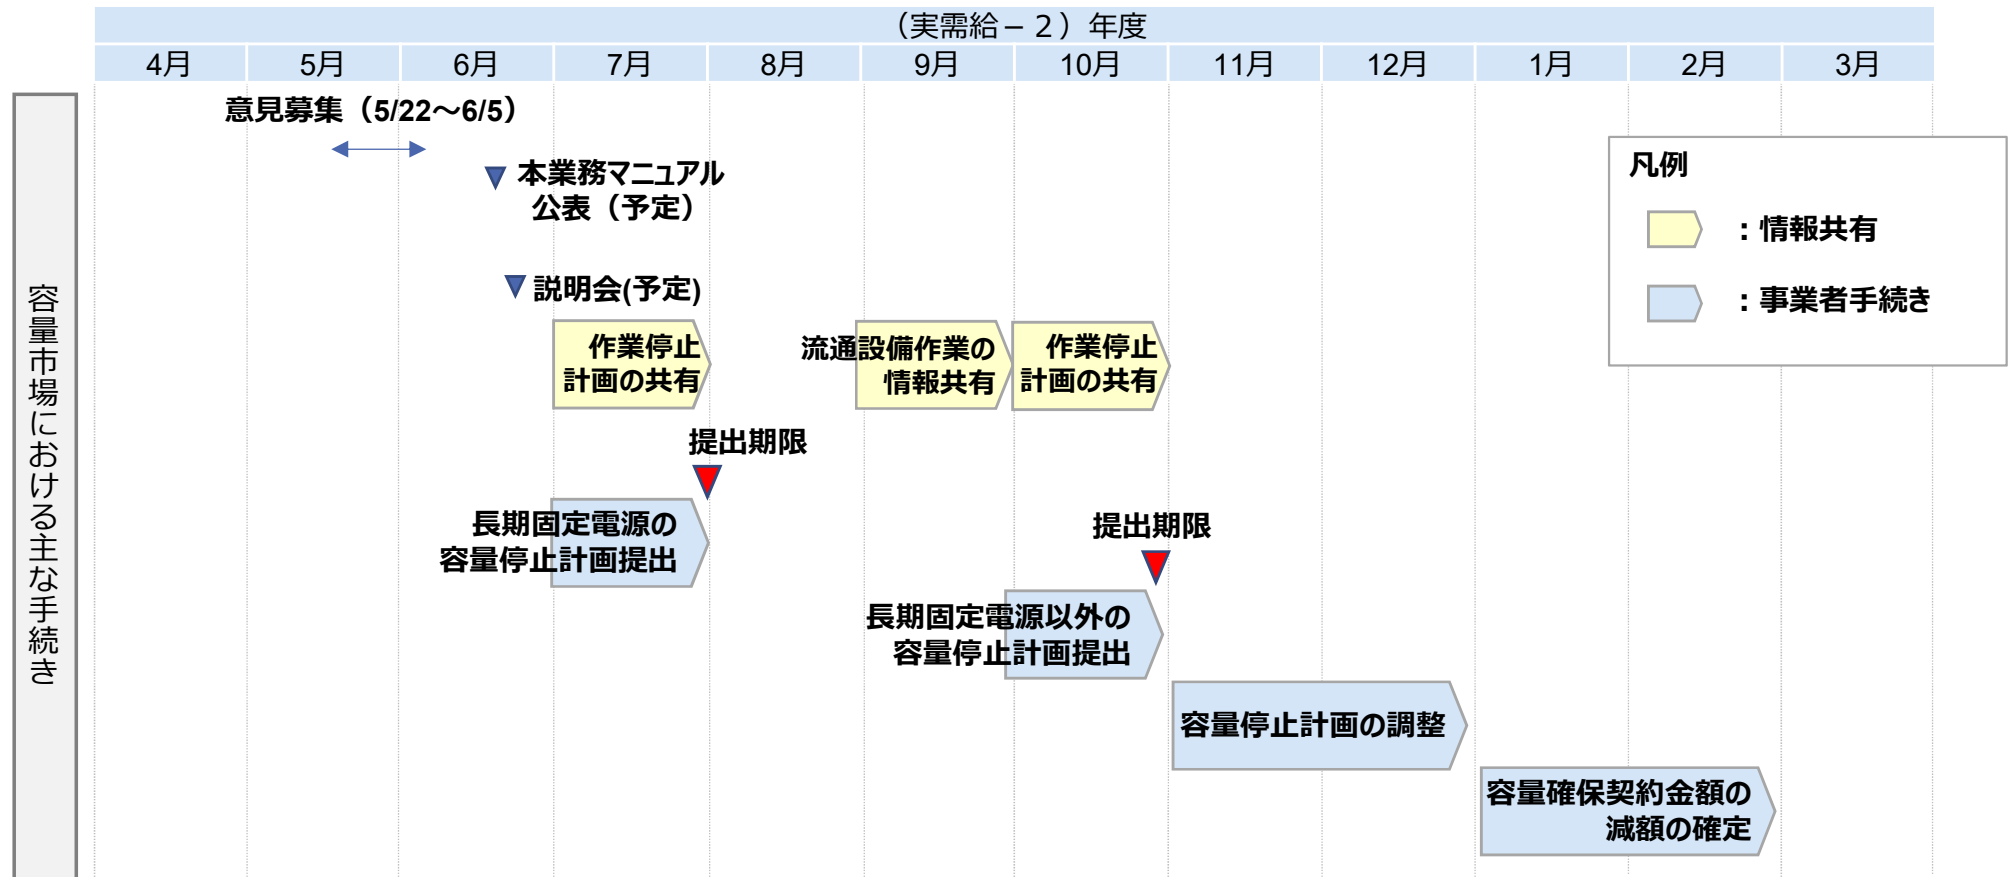 （実需給－２）年度
4月
5月
6月
7月
8月
9月
10月
11月
12月
1月
2月
3月
容量市場における主な手続き
意見募集（5/22～6/5）
本業務マニュアル
公表（予定）
説明会(予定)
作業停止
計画の共有
流通設備作業の
情報共有
作業停止
計画の共有
提出期限
長期固定電源の
容量停止計画提出
提出期限
長期固定電源以外の
容量停止計画提出
容量停止計画の調整
容量確保契約金額の
減額の確定
凡例
：情報共有
：事業者手続き